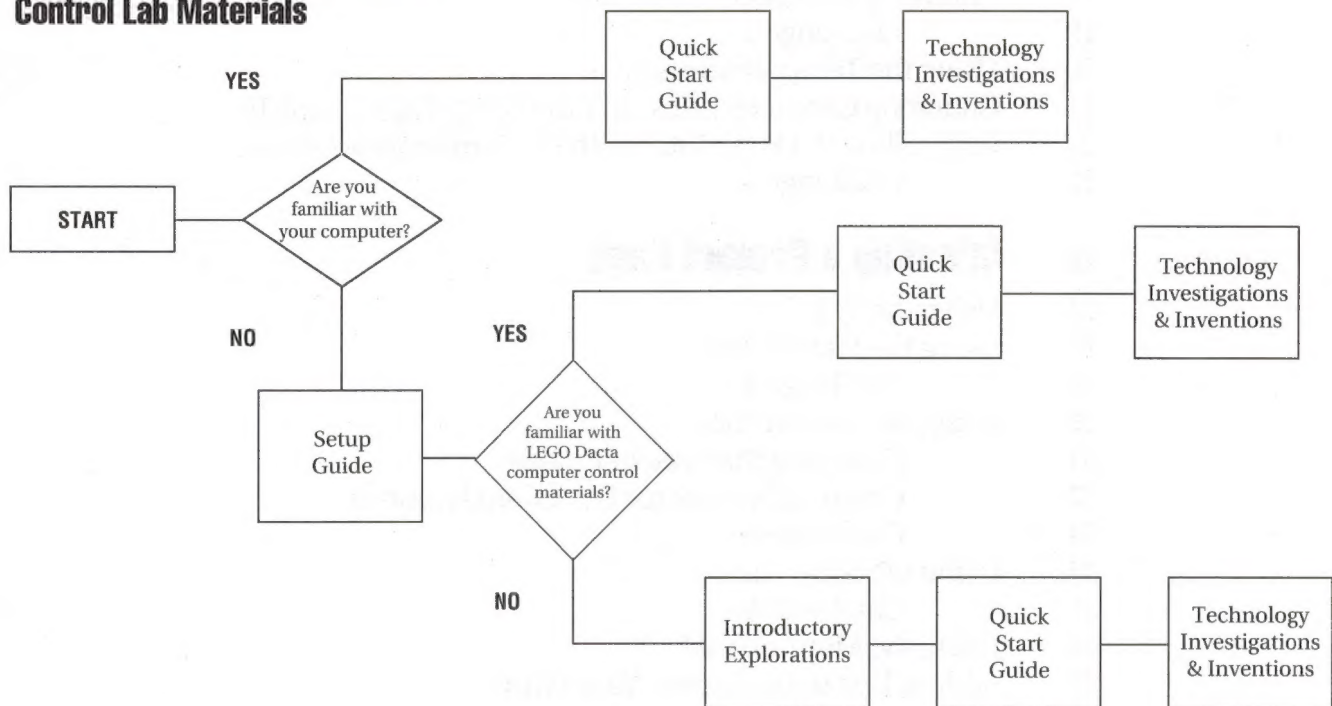 Control Lab Materials
YES
Quick
Start
Guide
Technology
Investigations
& Inventions
START
Are you
familiar with
your computer?
NO
YES
Quick
Start
Guide
Technology
Investigations
& Inventions
Setup
Guide
Are you
familiar with
LEGO Dacta
computer control
materials?
NO
Introductory
Explorations
Quick
Start
Guide
Technology
Investigations
& Inventions